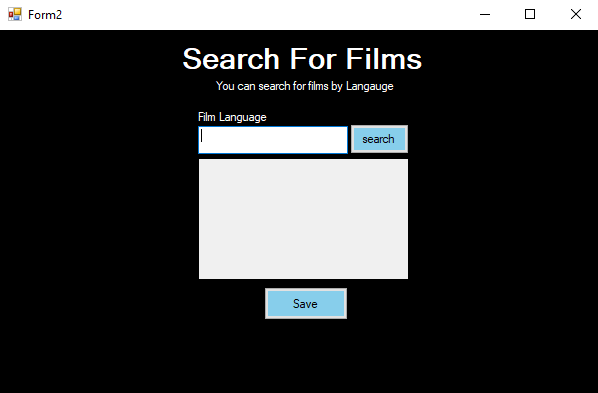 Form2
Search For Films
You can search for films by Langauge
Film Language
search
Save